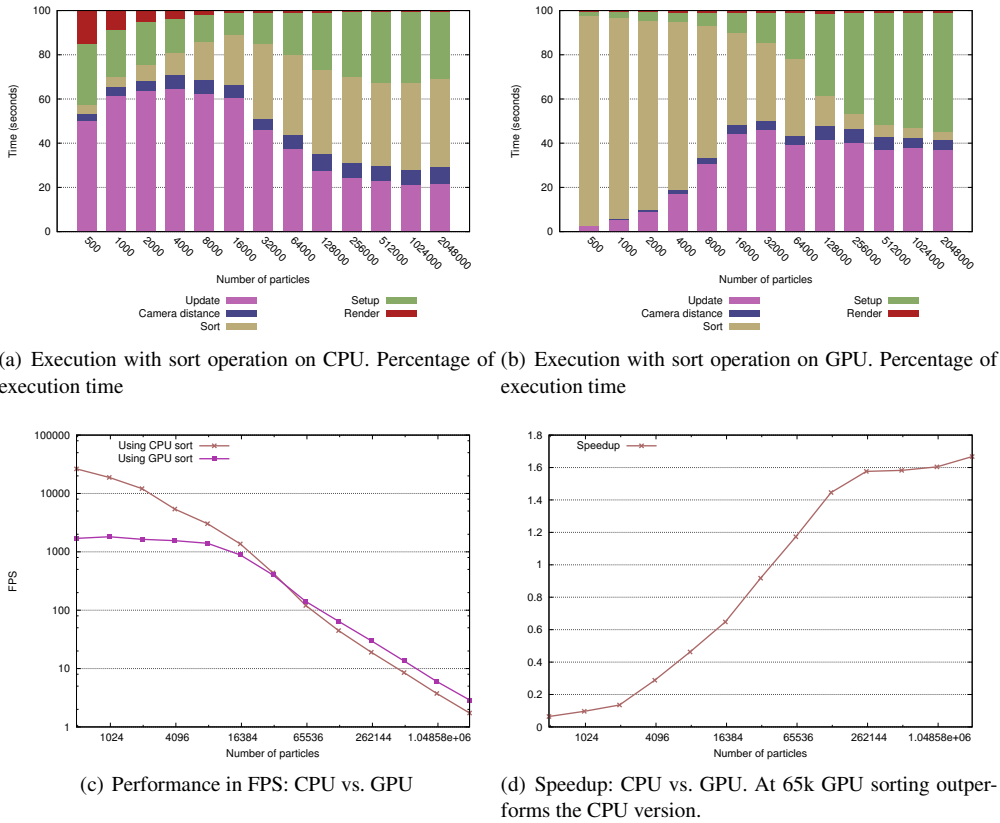 100
80
60
40
20
0
Time (seconds)
500
1000
2000
4000
8000
16000
32000
64000
128000
256000
512000
1024000
2048000
Number of particles
Update
Camera distance
Sort
Setup
Render
100
80
60
40
20
0
Time (seconds)
500
1000
2000
4000
8000
16000
32000
64000
128000
256000
512000
1024000
2048000
Number of particles
Update
Camera distance
Sort
Setup
Render
(a) Execution with sort operation on CPU. Percentage of
execution time
(b) Execution with sort operation on GPU. Percentage of
execution time
100000
10000
1000
100
10
1
FPS
Using CPU sort
Using GPU sort
1024
4096
16384
65536
262144
1.04858e+06
Number of particles
1.8
1.6
1.4
1.2
1
0.8
0.6
0.4
0.2
0
Speedup
1024
4096
16384
65536
262144
1.04858e+06
Number of particles
(c) Performance in FPS: CPU vs. GPU
(d) Speedup: CPU vs. GPU. At 65k GPU sorting outper-
forms the CPU version.